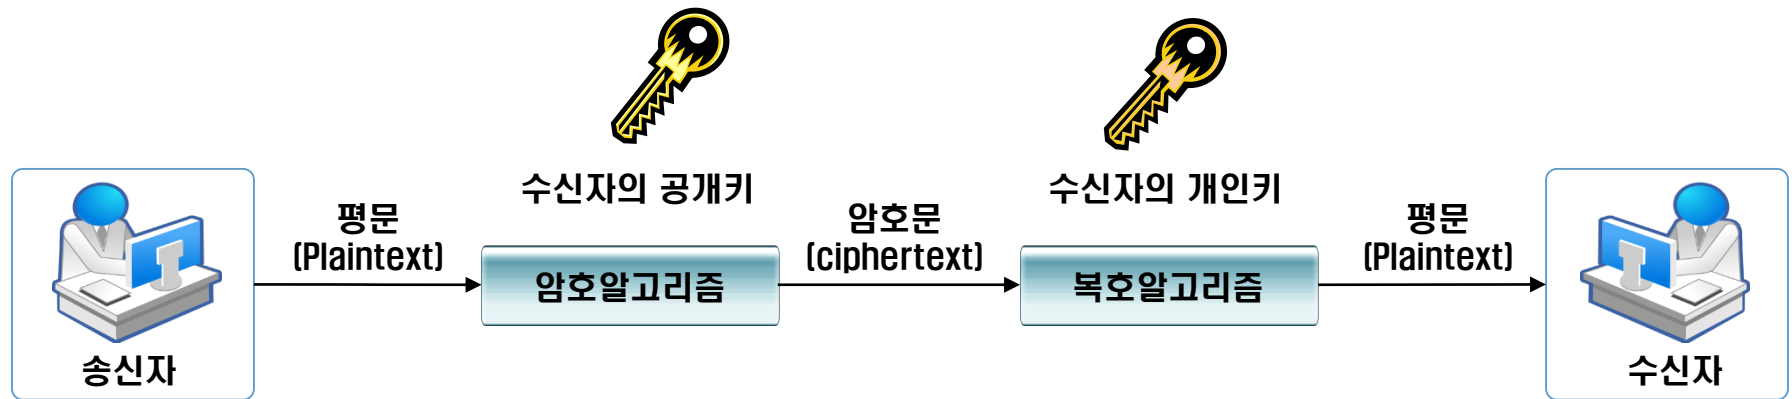 수신자의 공개키
수신자의 개인키
평문
(Plaintext)
암호문
(ciphertext)
평문
(Plaintext)
암호알고리즘
복호알고리즘
송신자
수신자